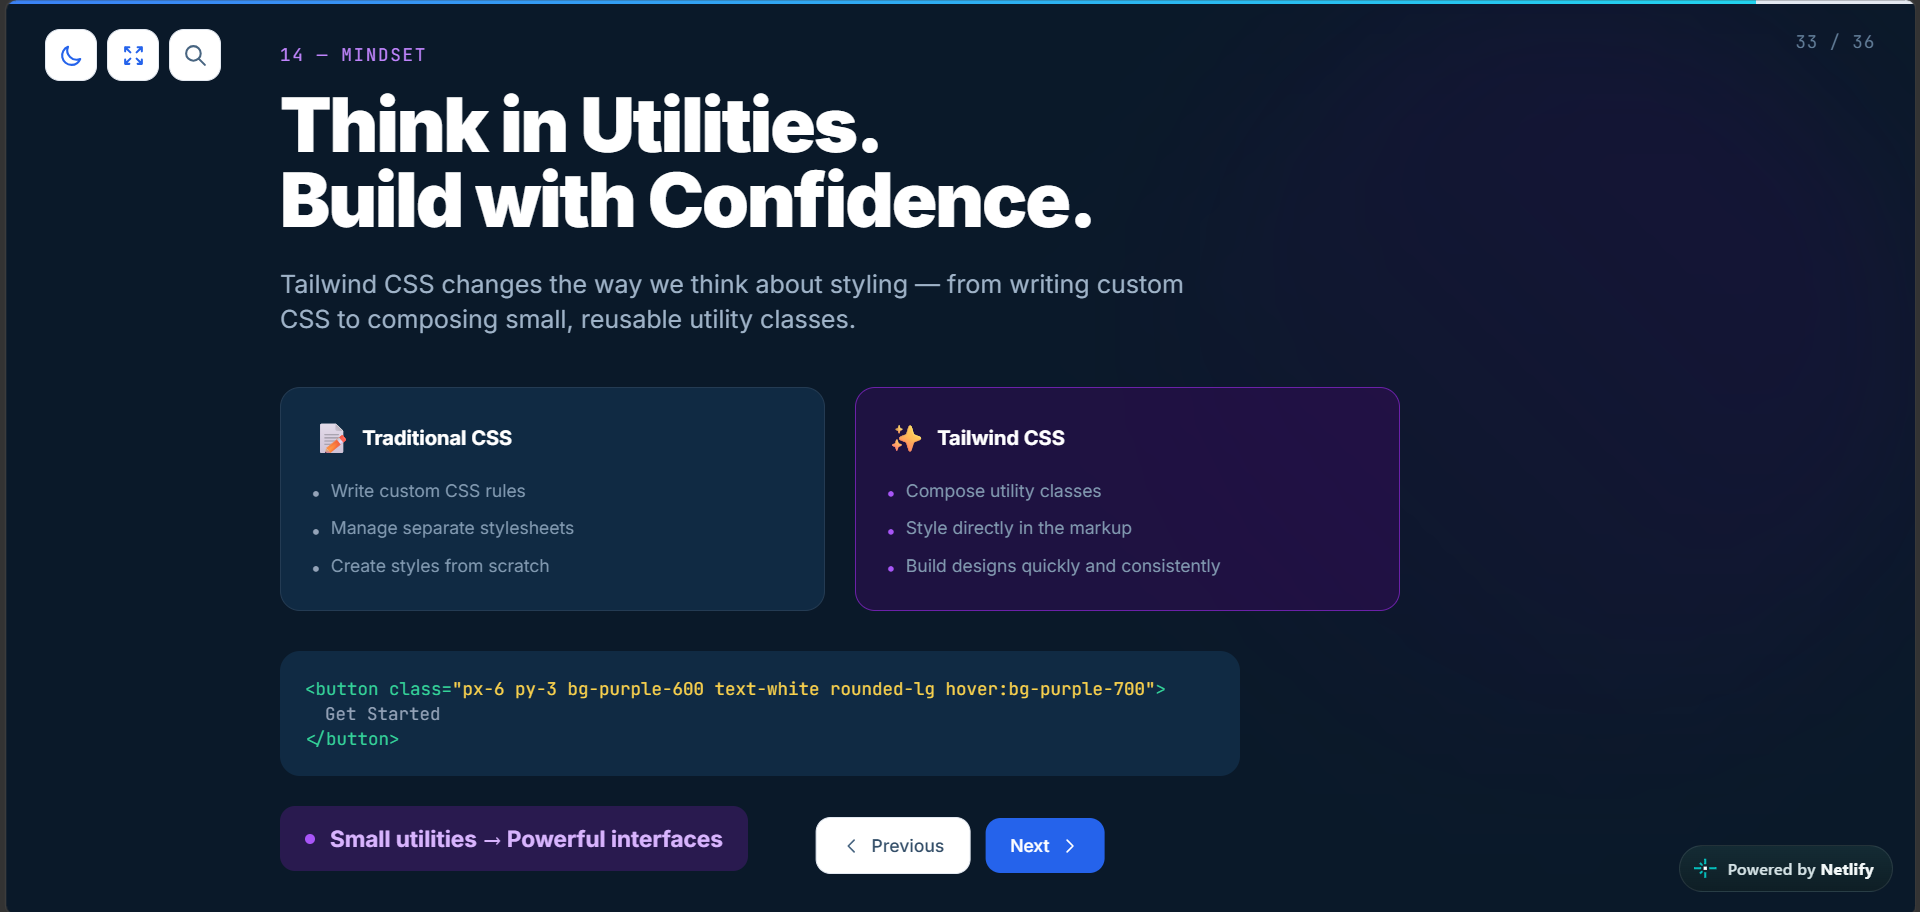 14 — MINDSET
33 / 36
Think in Utilities.
Build with Confidence.
Tailwind CSS changes the way we think about styling — from writing custom
CSS to composing small, reusable utility classes.
Traditional CSS
• Write custom CSS rules
• Manage separate stylesheets
• Create styles from scratch
Tailwind CSS
• Compose utility classes
• Style directly in the markup
• Build designs quickly and consistently
<button class="px-6 py-3 bg-purple-600 text-white rounded-lg hover:bg-purple-700">
  Get Started
</button>
Small utilities → Powerful interfaces
Previous
Next
Powered by Netlify